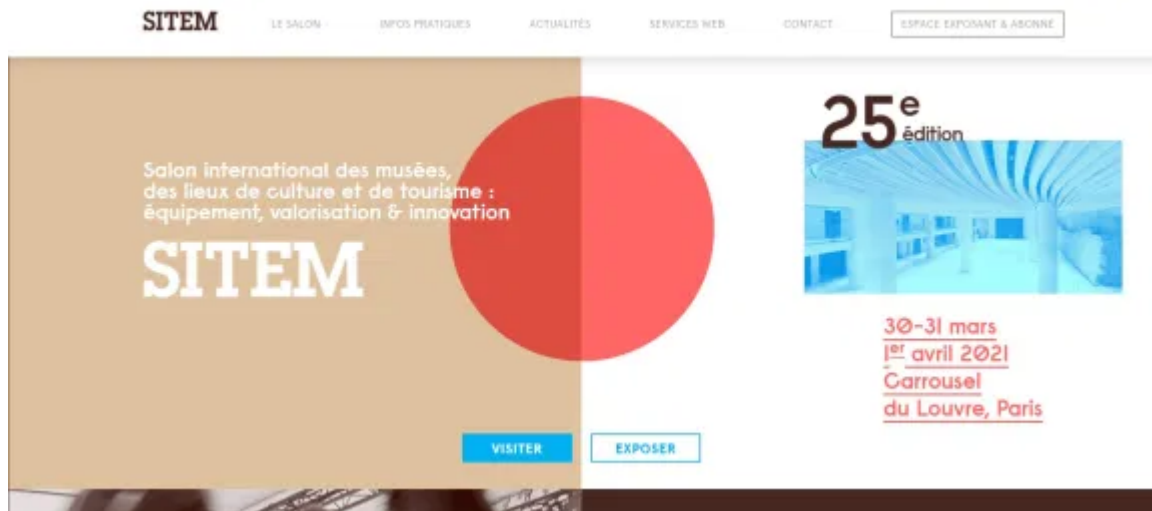 SITEM
LE SALON
INFOS PRATIQUES
ACTUALITÉS
SERVICES WEB
CONTACT
ESPACE EXPOSANT & ABONNÉ
Salon international des musées,
des lieux de culture et de tourisme :
équipement, valorisation & innovation
SITEM
25e
édition
30-31 mars
1er avril 2021
Carrousel
du Louvre, Paris
VISITER
EXPOSER